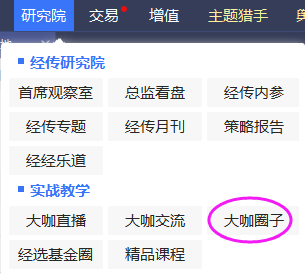 研究院 交易 增值 主题猎手
经传研究院
首席观察室 总监看盘 经传内参
经传专题 经传月刊 策略报告
经经乐道
实战教学
大咖直播 大咖交流 大咖圈子
经选基金圈 精品课程